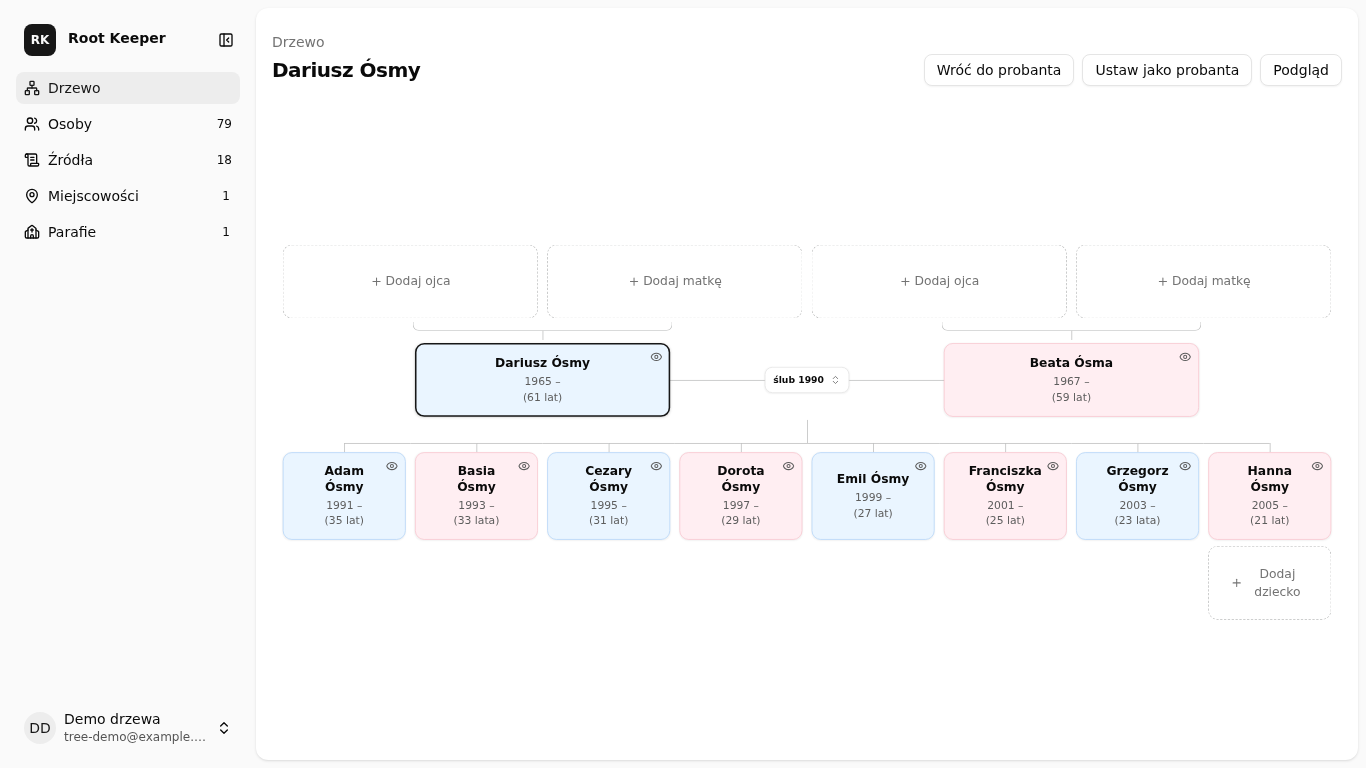 RK
Root Keeper
Drzewo
Osoby 79
Źródła 18
Miejscowości 1
Parafie 1
DD
Demo drzewa
tree-demo@example....
Drzewo
Dariusz Ósmy
Wróć do probanta
Ustaw jako probanta
Podgląd
+ Dodaj ojca
+ Dodaj matkę
+ Dodaj ojca
+ Dodaj matkę
Dariusz Ósmy
1965 –
(61 lat)
ślub 1990
Beata Ósma
1967 –
(59 lat)
Adam
Ósmy
1991 –
(35 lat)
Basia
Ósmy
1993 –
(33 lata)
Cezary
Ósmy
1995 –
(31 lat)
Dorota
Ósmy
1997 –
(29 lat)
Emil Ósmy
1999 –
(27 lat)
Franciszka
Ósmy
2001 –
(25 lat)
Grzegorz
Ósmy
2003 –
(23 lata)
Hanna
Ósmy
2005 –
(21 lat)
+ Dodaj
dziecko